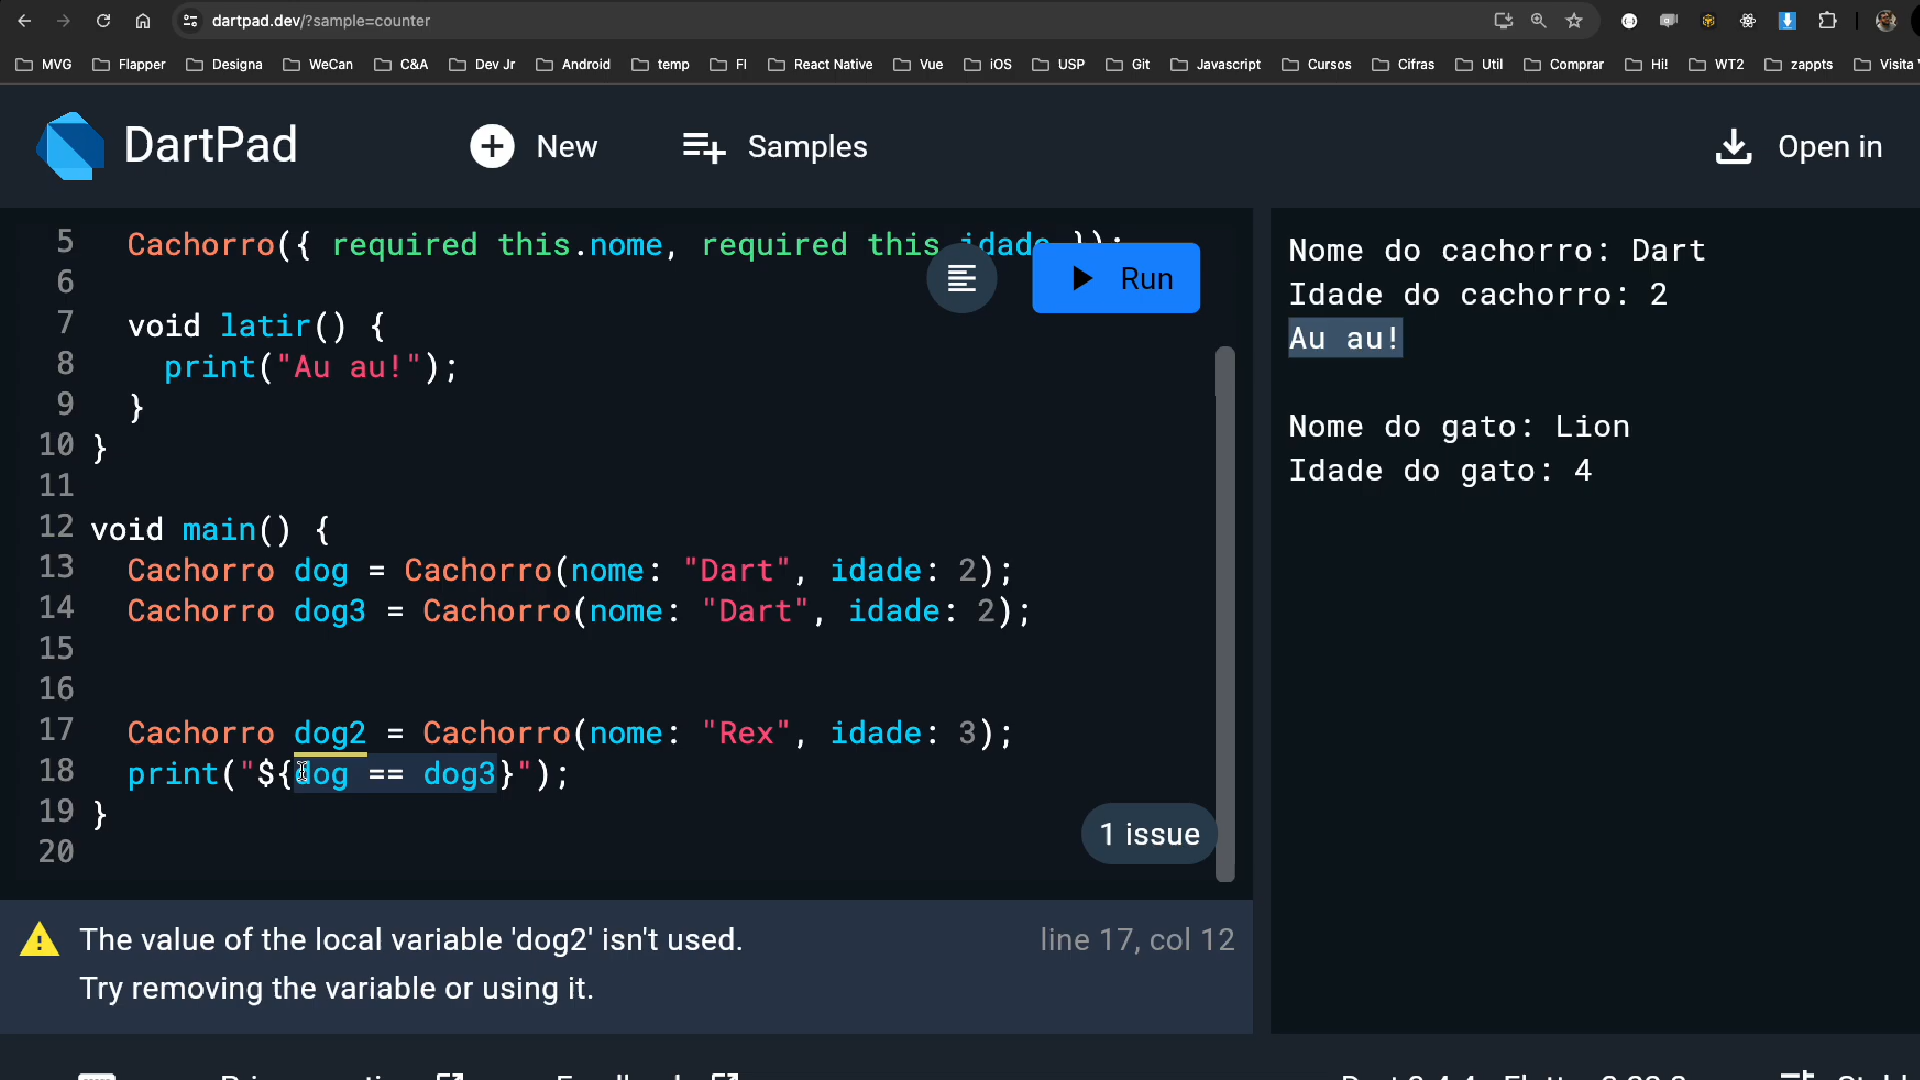 dartpad.dev/?sample=counter
MVG Flapper Designa WeCan C&A Dev Jr Android temp FI React Native Vue iOS USP Git Javascript Cursos Cifras Util Comprar Hi! WT2 zappts Visita
DartPad New Samples Open in
5 Cachorro({ required this.nome, required this.idade });
6
Run
7 void latir() {
8 print("Au au!");
9 }
10 }
11
12 void main() {
13 Cachorro dog = Cachorro(nome: "Dart", idade: 2);
14 Cachorro dog3 = Cachorro(nome: "Dart", idade: 2);
15
16
17 Cachorro dog2 = Cachorro(nome: "Rex", idade: 3);
18 print("${dog == dog3}");
19 }
20
1 issue
The value of the local variable 'dog2' isn't used. line 17, col 12
Try removing the variable or using it.
Nome do cachorro: Dart
Idade do cachorro: 2
Au au!
Nome do gato: Lion
Idade do gato: 4